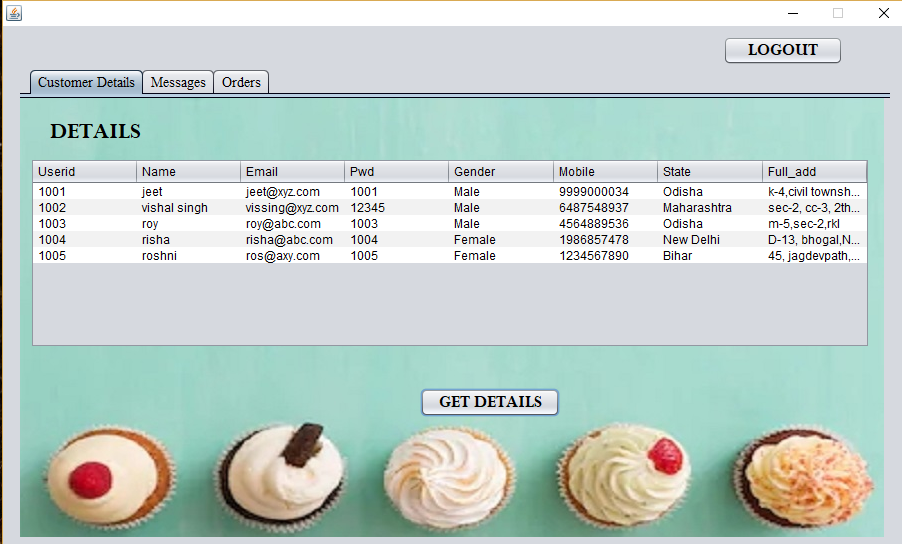 LOGOUT
Customer Details Messages Orders
DETAILS
Userid Name Email Pwd Gender Mobile State Full_add
1001 jeet jeet@xyz.com 1001 Male 9999000034 Odisha k-4,civil townsh...
1002 vishal singh vissing@xyz.com 12345 Male 6487548937 Maharashtra sec-2, cc-3, 2th...
1003 roy roy@abc.com 1003 Male 4564889536 Odisha m-5,sec-2,rkl
1004 risha risha@abc.com 1004 Female 1986857478 New Delhi D-13, bhogal,N...
1005 roshni ros@axy.com 1005 Female 1234567890 Bihar 45, jagdevpath,...
GET DETAILS